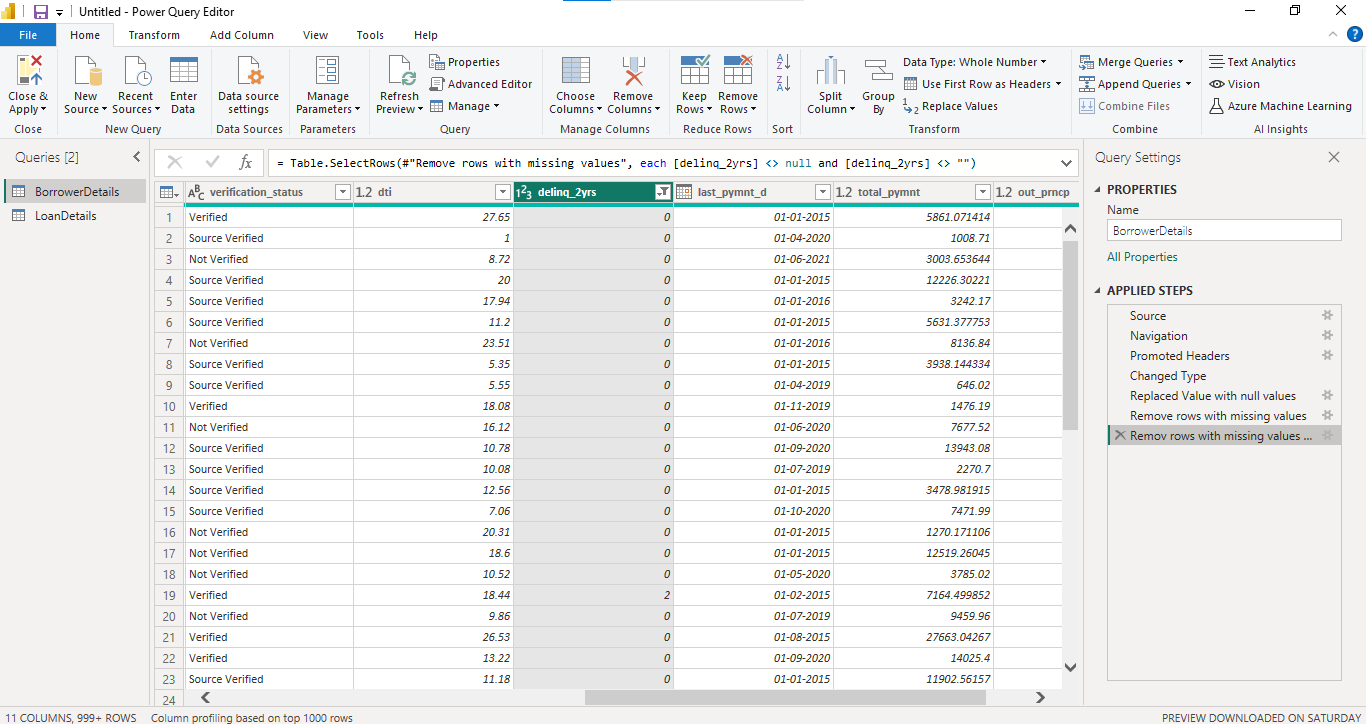 Untitled - Power Query Editor
File Home Transform Add Column View Tools Help
Close & Apply
New Source
Recent Sources
Enter Data
Data source settings
Manage Parameters
Refresh Preview
Properties
Advanced Editor
Manage
Choose Columns
Remove Columns
Keep Rows
Remove Rows
Split Column
Group By
Data Type: Whole Number
Use First Row as Headers
Replace Values
Merge Queries
Append Queries
Combine Files
Text Analytics
Vision
Azure Machine Learning
Close New Query Data Sources Parameters Query Manage Columns Reduce Rows Sort Transform Combine AI Insights
Queries [2]
BorrowerDetails
LoanDetails
fx = Table.SelectRows(#"Remove rows with missing values", each [delinq_2yrs] <> null and [delinq_2yrs] <> "")
ABC verification_status 1.2 dti 123 delinq_2yrs last_pymnt_d 1.2 total_pymnt 1.2 out_prncp
1 Verified 27.65 0 01-01-2015 5861.071414
2 Source Verified 1 0 01-04-2020 1008.71
3 Not Verified 8.72 0 01-06-2021 3003.653644
4 Source Verified 20 0 01-01-2015 12226.30221
5 Source Verified 17.94 0 01-01-2016 3242.17
6 Source Verified 11.2 0 01-01-2015 5631.377753
7 Not Verified 23.51 0 01-01-2016 8136.84
8 Source Verified 5.35 0 01-01-2015 3938.144334
9 Source Verified 5.55 0 01-04-2019 646.02
10 Verified 18.08 0 01-11-2019 1476.19
11 Not Verified 16.12 0 01-06-2020 7677.52
12 Source Verified 10.78 0 01-09-2020 13943.08
13 Source Verified 10.08 0 01-07-2019 2270.7
14 Source Verified 12.56 0 01-01-2015 3478.981915
15 Source Verified 7.06 0 01-10-2020 7471.99
16 Not Verified 20.31 0 01-01-2015 1270.171106
17 Not Verified 18.6 0 01-01-2015 12519.26045
18 Not Verified 10.52 0 01-05-2020 3785.02
19 Verified 18.44 2 01-02-2015 7164.499852
20 Not Verified 9.86 0 01-07-2019 9459.96
21 Verified 26.53 0 01-08-2015 27663.04267
22 Verified 13.22 0 01-09-2020 14025.4
23 Source Verified 11.18 0 01-01-2015 11902.56157
24
Query Settings
PROPERTIES
Name
BorrowerDetails
All Properties
APPLIED STEPS
Source
Navigation
Promoted Headers
Changed Type
Replaced Value with null values
Remove rows with missing values
Remov rows with missing values ...
11 COLUMNS, 999+ ROWS Column profiling based on top 1000 rows
PREVIEW DOWNLOADED ON SATURDAY